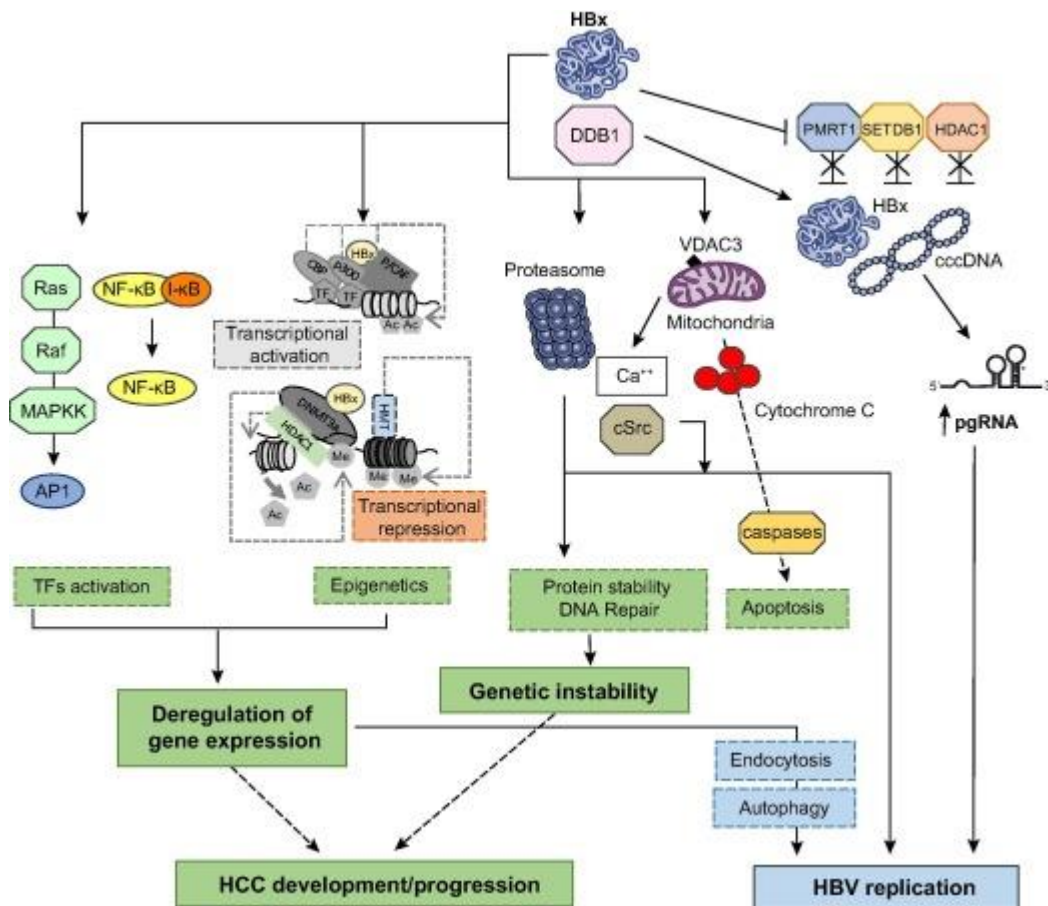 HBx
DDB1
PMRT1
SETDB1
HDAC1
HBx
cccDNA
VDAC3
Proteasome
Mitochondria
Ras
Raf
MAPKK
AP1
NF-κB
I-κB
NF-κB
CBP
p300
HBx
P/CAF
TF
TF
Ac
Ac
Transcriptional
activation
DNMT3A
HBx
HDAC1
HMT
Me
Me
Me
Ac
Ac
Transcriptional
repression
Ca++
cSrc
Cytochrome C
5'
3'
pgRNA
caspases
TFs activation
Epigenetics
Protein stability
DNA Repair
Apoptosis
Genetic instability
Deregulation of
gene expression
Endocytosis
Autophagy
HCC development/progression
HBV replication